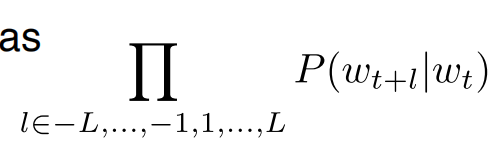 as
∏ P(w_{t+l}|w_t)
l∈−L,...,−1,1,...,L